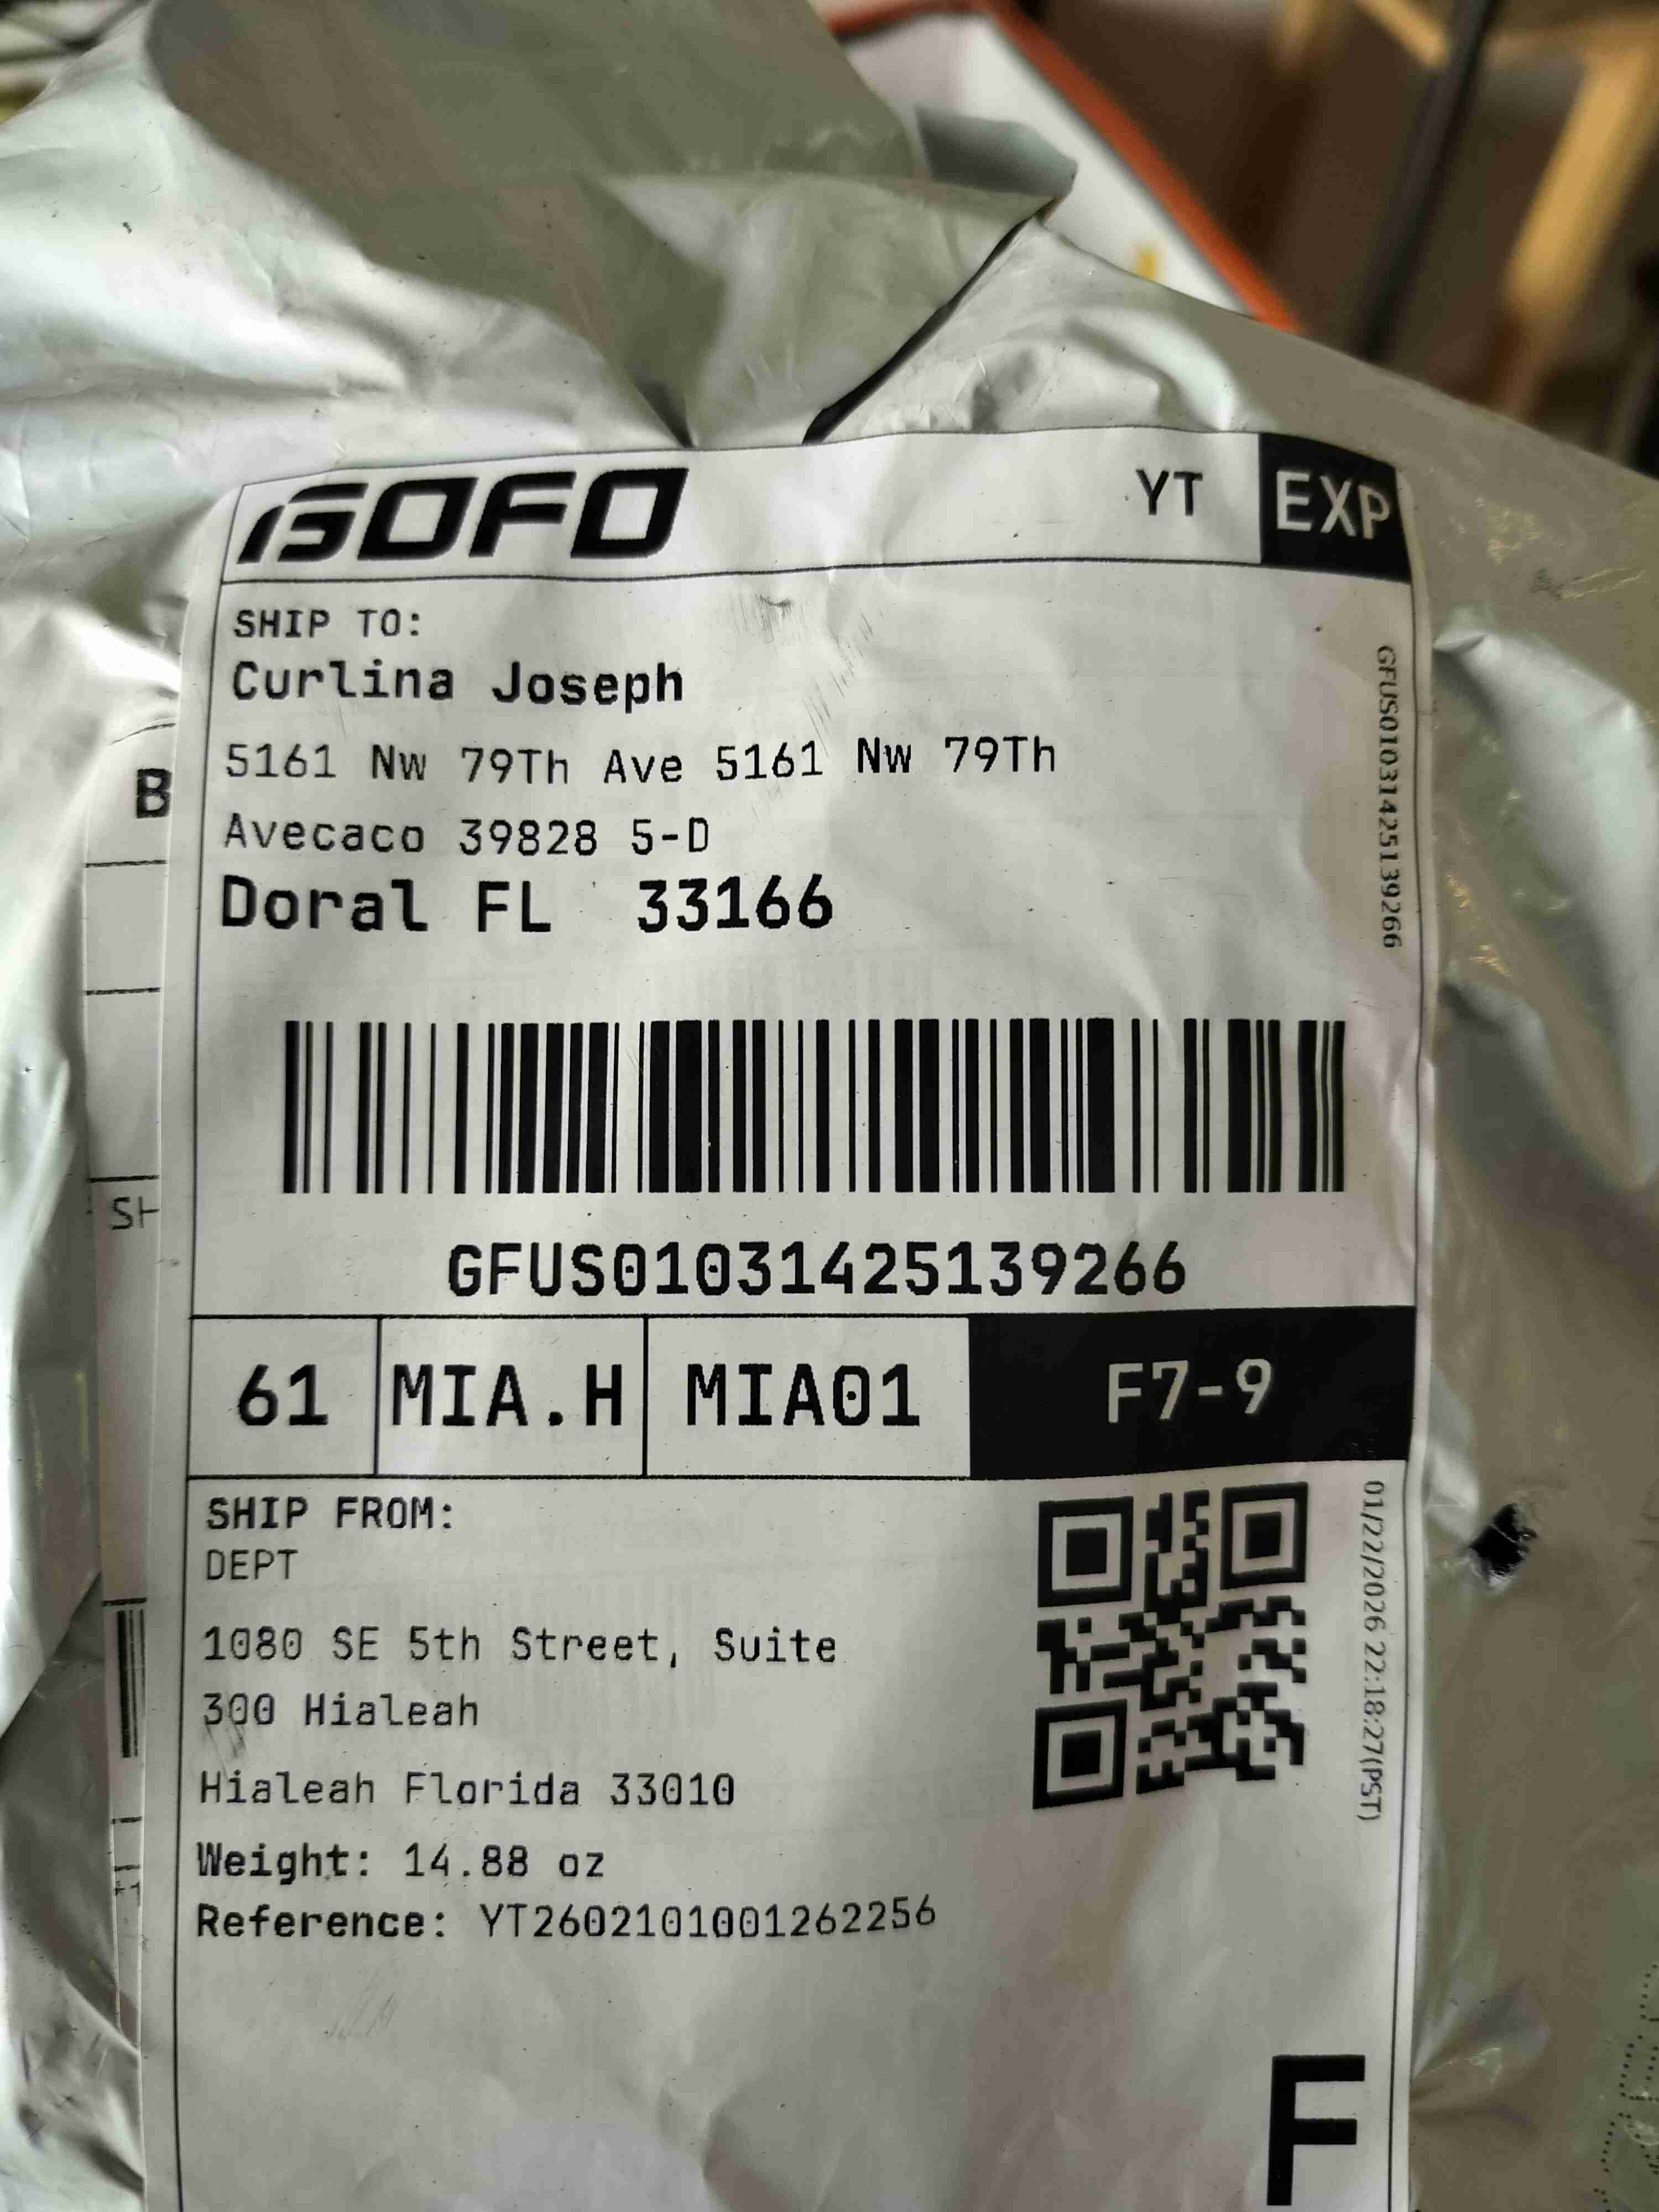 GOFO YT EXP
SHIP TO:
Curlina Joseph
5161 Nw 79Th Ave 5161 Nw 79Th
Avecaco 39828 5-D
Doral FL 33166
GFUS01031425139266
B
SH
GFUS01031425139266
61 MIA.H MIA01 F7-9
SHIP FROM:
DEPT
1080 SE 5th Street, Suite
300 Hialeah
Hialeah Florida 33010
01/22/2026 22:18:27(PST)
Weight: 14.88 oz
Reference: YT2602101001262256
F